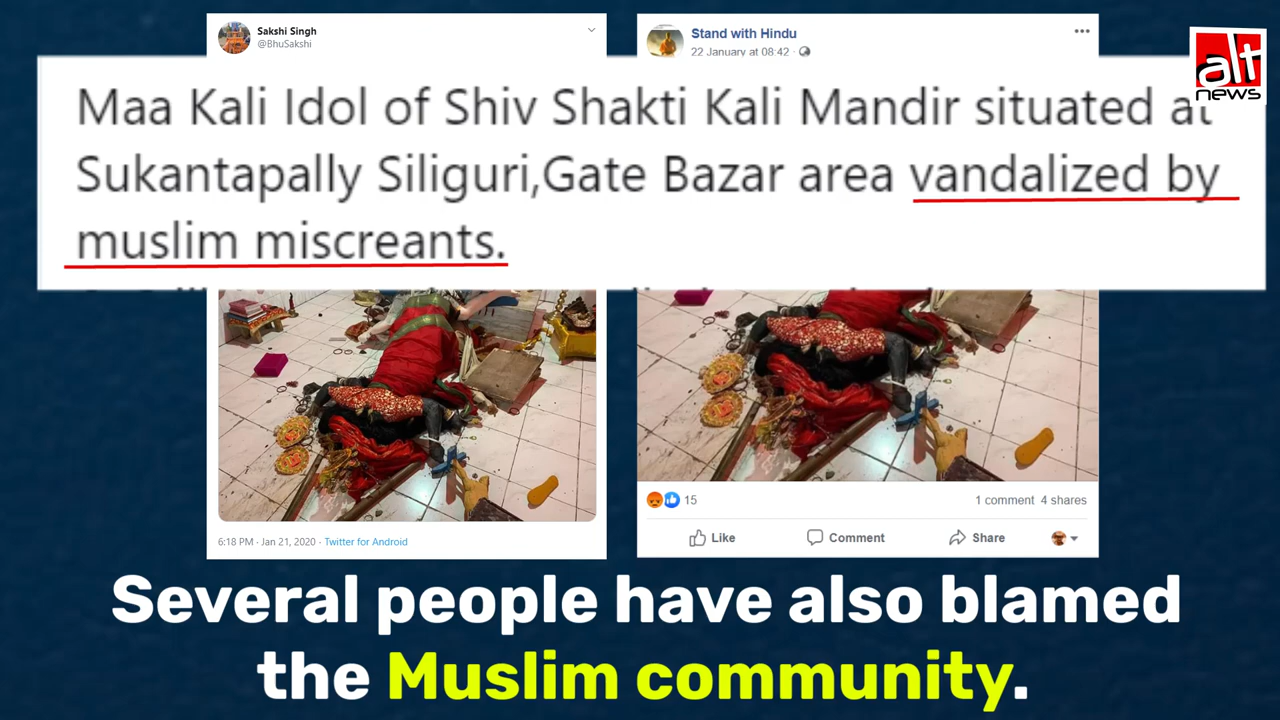 Sakshi Singh
@BhuSakshi
Stand with Hindu
22 January at 08:42 ·
alt
news
Maa Kali Idol of Shiv Shakti Kali Mandir situated at
Sukantapally Siliguri,Gate Bazar area vandalized by
muslim miscreants.
6:18 PM · Jan 21, 2020 · Twitter for Android
15
1 comment 4 shares
Like
Comment
Share
Several people have also blamed
the Muslim community.